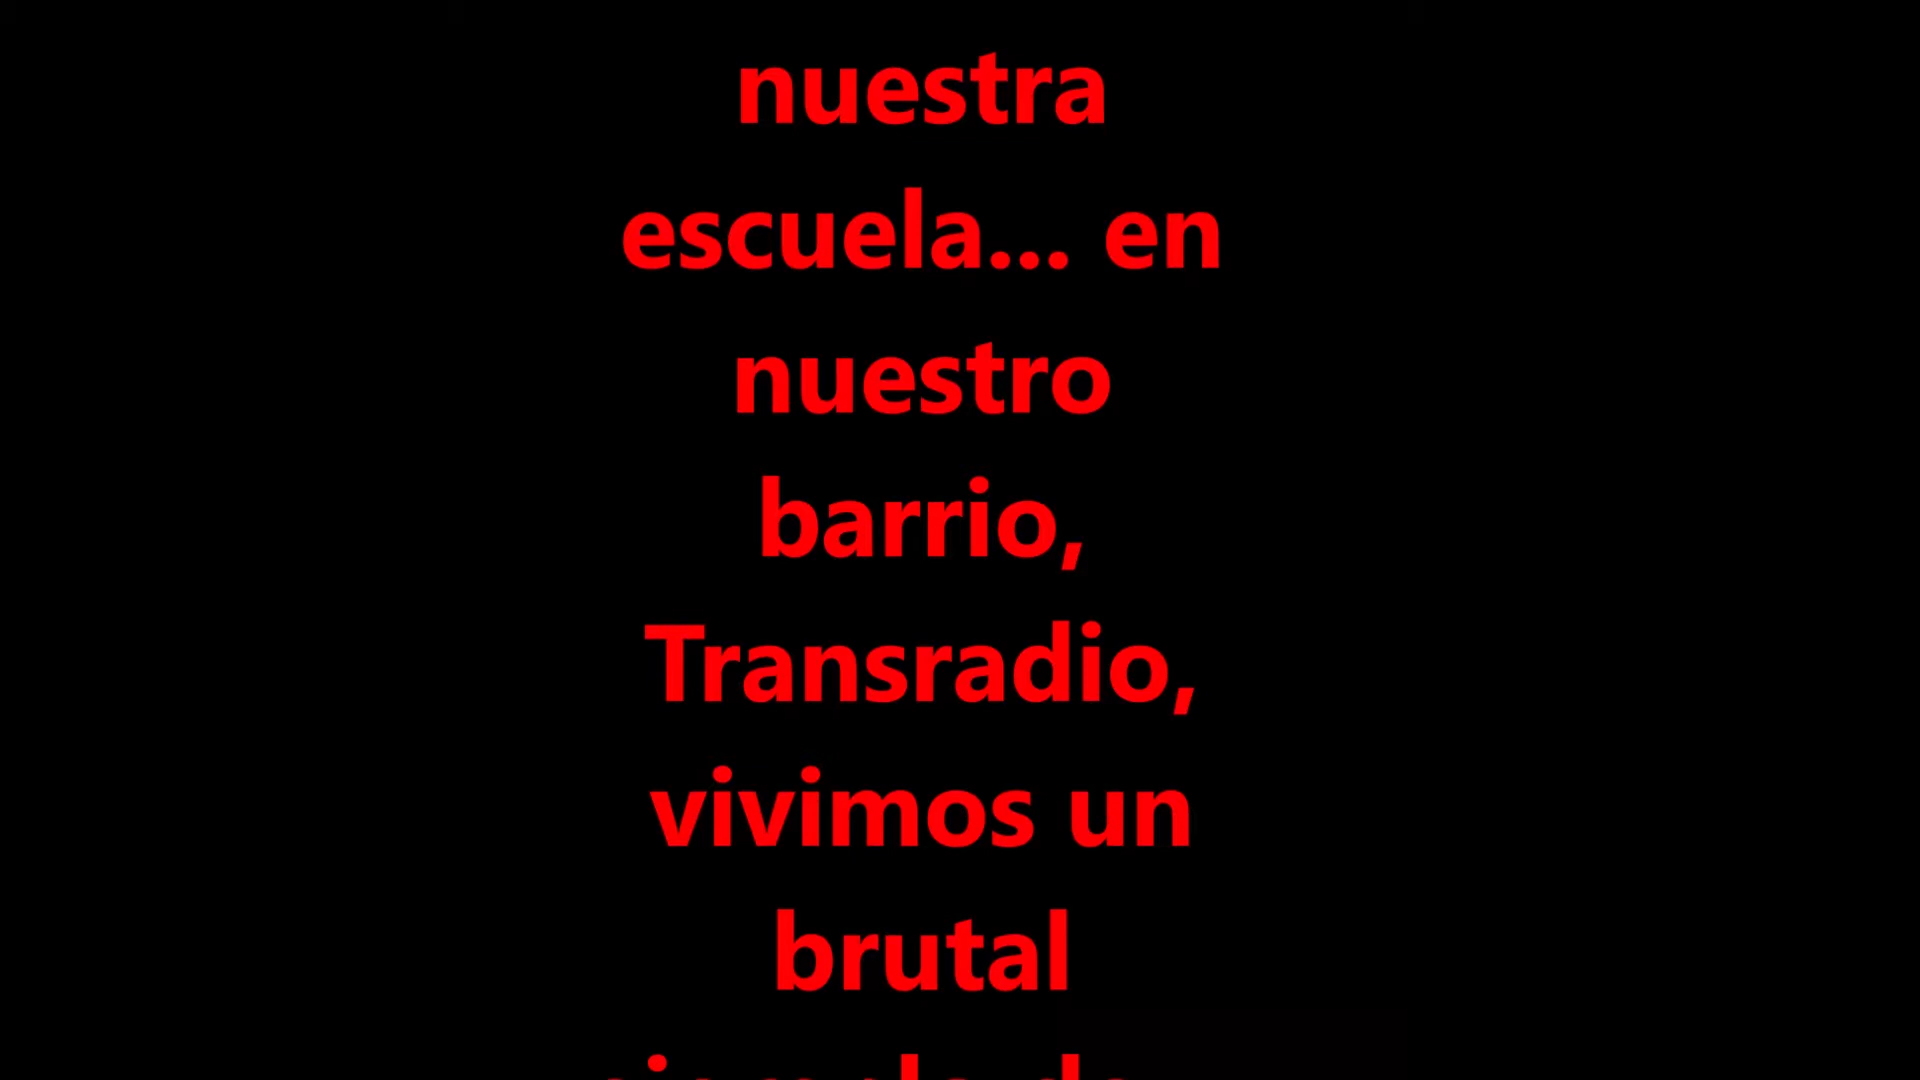 nuestra
escuela... en
nuestro
barrio,
Transradio,
vivimos un
brutal